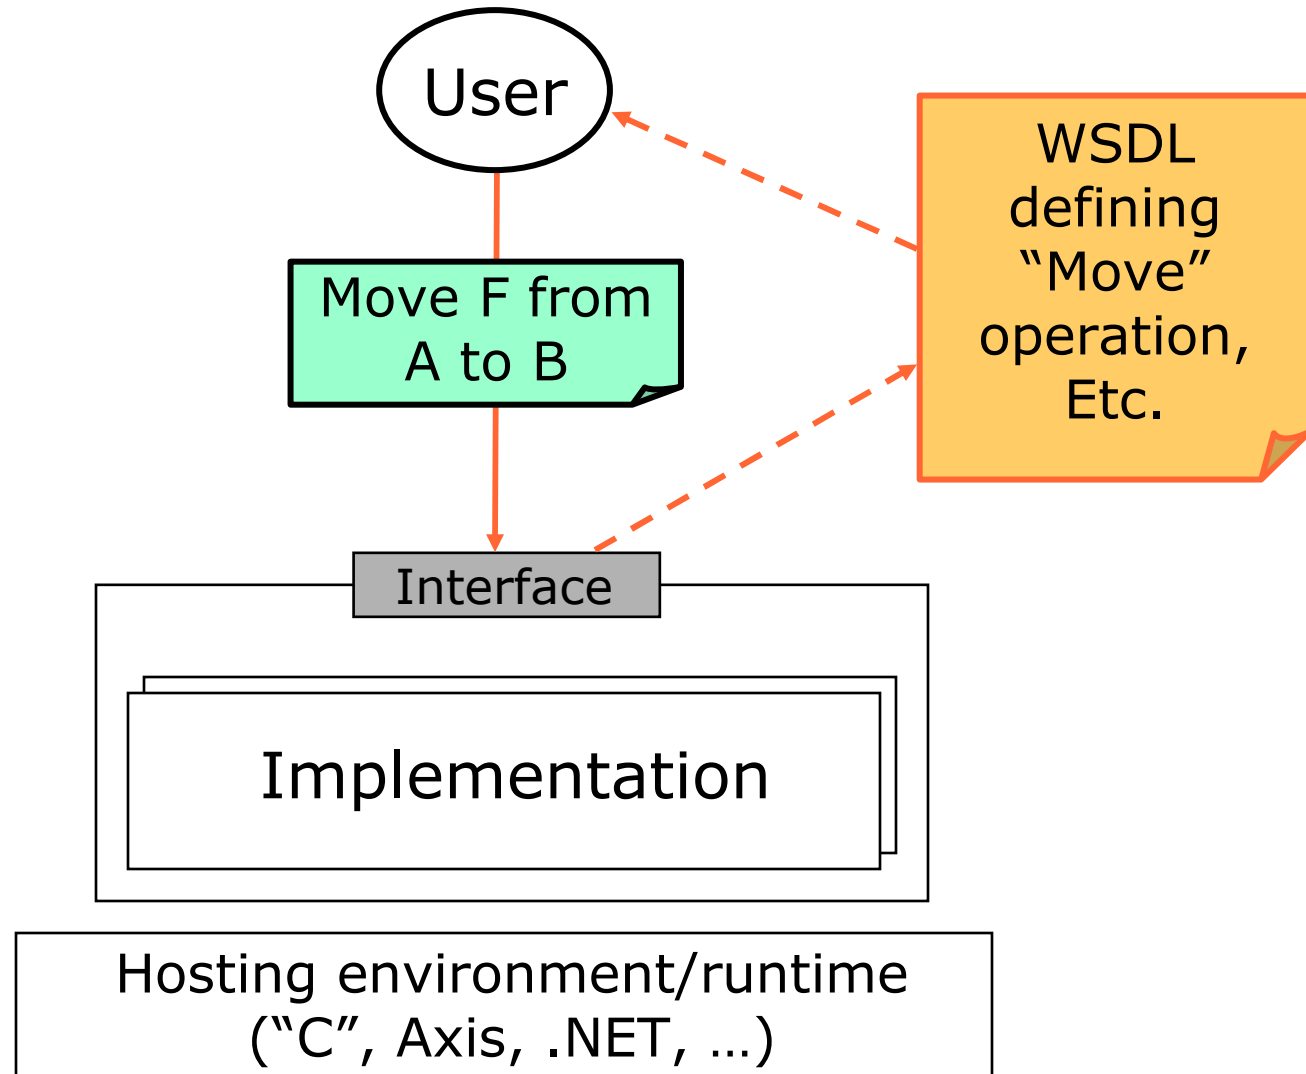 User
WSDL
defining
“Move”
operation,
Etc.
Move F from
A to B
Interface
Implementation
Hosting environment/runtime
(“C”, Axis, .NET, …)